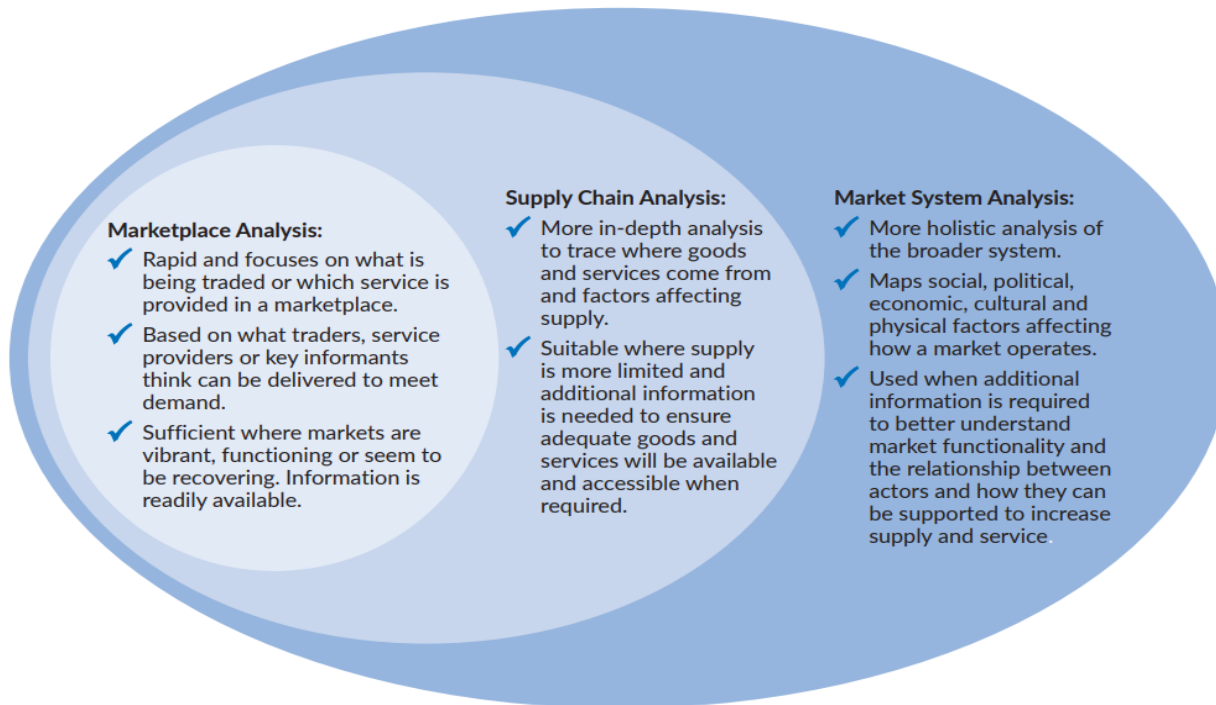 Marketplace Analysis:
Rapid and focuses on what is
being traded or which service is
provided in a marketplace.
Based on what traders, service
providers or key informants
think can be delivered to meet
demand.
Sufficient where markets are
vibrant, functioning or seem to
be recovering. Information is
readily available.
Supply Chain Analysis:
More in-depth analysis
to trace where goods
and services come from
and factors affecting
supply.
Suitable where supply
is more limited and
additional information
is needed to ensure
adequate goods and
services will be available
and accessible when
required.
Market System Analysis:
More holistic analysis of
the broader system.
Maps social, political,
economic, cultural and
physical factors affecting
how a market operates.
Used when additional
information is required
to better understand
market functionality and
the relationship between
actors and how they can
be supported to increase
supply and service.